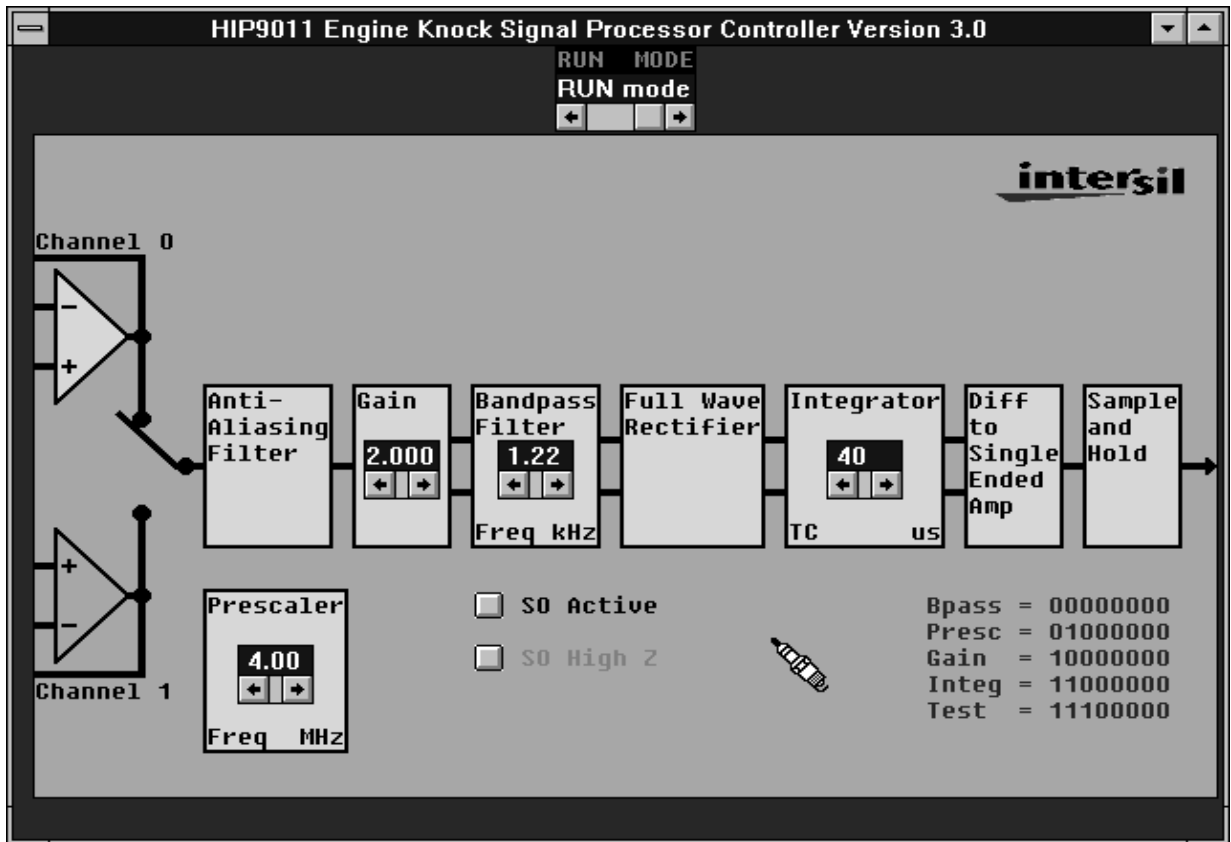 HIP9011 Engine Knock Signal Processor Controller Version 3.0
RUN MODE
RUN mode
intersil
Channel 0
-
+
Anti-
Aliasing
Filter
Gain
2.000
Bandpass
Filter
1.22
Freq kHz
Full Wave
Rectifier
Integrator
40
TC us
Diff
to
Single
Ended
Amp
Sample
and
Hold
+
-
Channel 1
Prescaler
4.00
Freq MHz
SO Active
SO High Z
Bpass = 00000000
Presc = 01000000
Gain = 10000000
Integ = 11000000
Test = 11100000